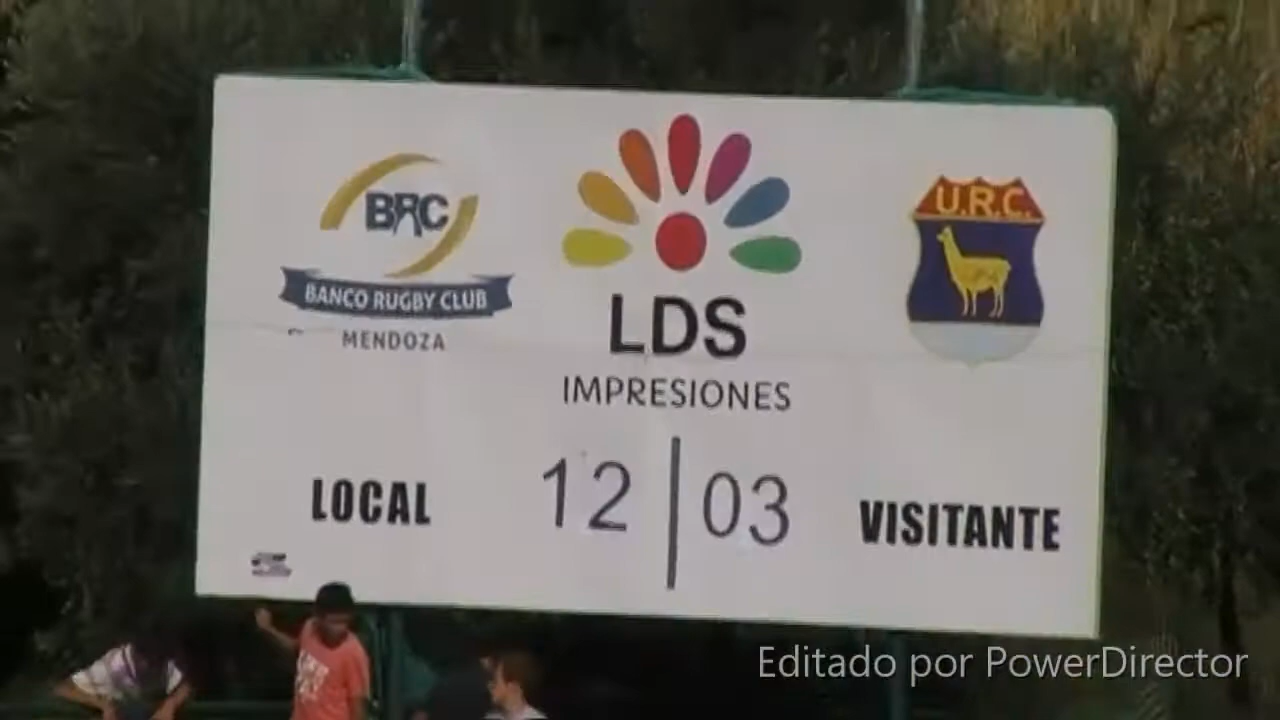 BRC
BANCO RUGBY CLUB
MENDOZA
LDS
IMPRESIONES
U.R.C.
LOCAL
12 | 03
VISITANTE
Editado por PowerDirector